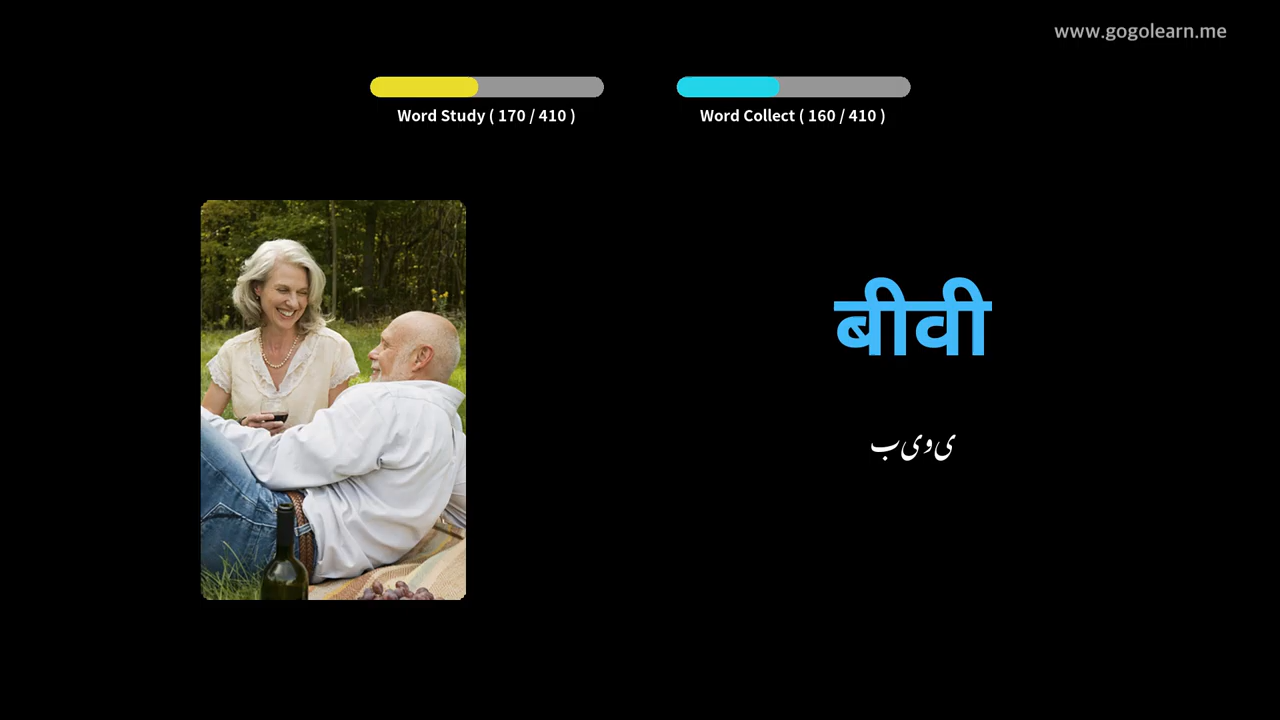 www.gogolearn.me
Word Study ( 170 / 410 )
Word Collect ( 160 / 410 )
बीवी
ی‌و‌ی‌ب